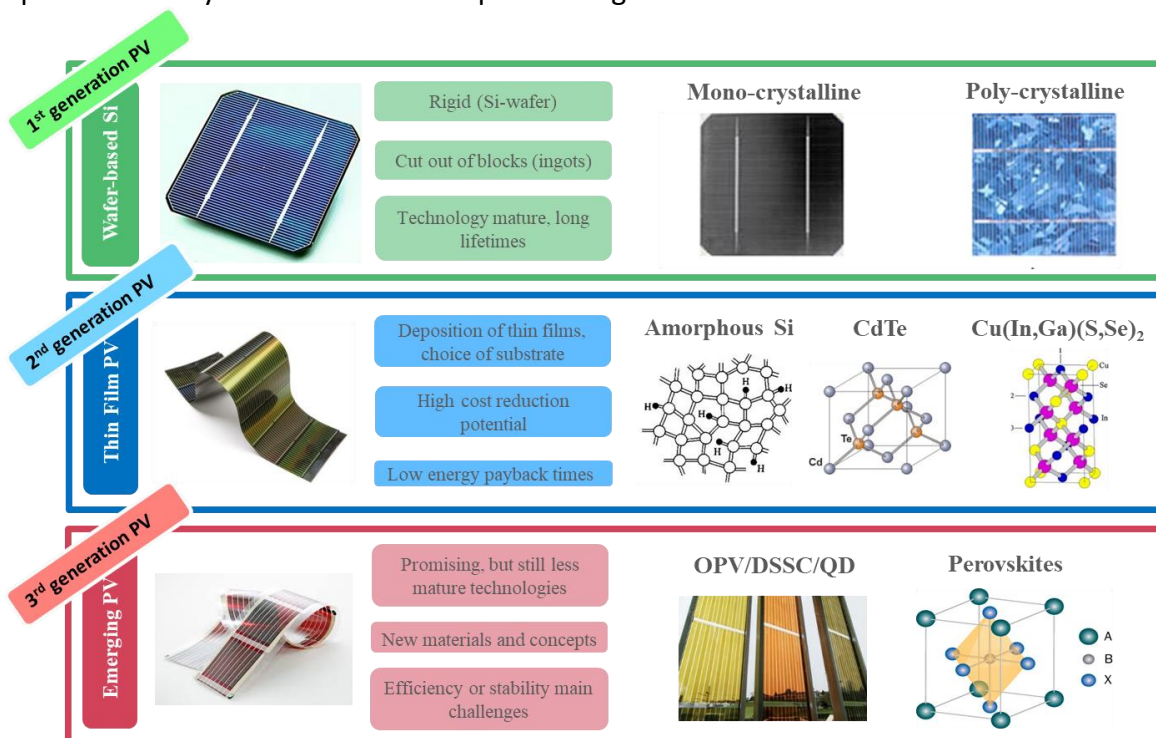 1st generation PV
Wafer-based Si
Rigid (Si-wafer)
Cut out of blocks (ingots)
Technology mature, long
lifetimes
Mono-crystalline
Poly-crystalline
2nd generation PV
Thin Film PV
Deposition of thin films,
choice of substrate
High cost reduction
potential
Low energy payback times
Amorphous Si
H
H
H
H
H
H
CdTe
Te
Cd
Cu(In,Ga)(S,Se)2
1
Cu
Se
2
In
3
3rd generation PV
Emerging PV
Promising, but still less
mature technologies
New materials and concepts
Efficiency or stability main
challenges
OPV/DSSC/QD
Perovskites
A
B
X